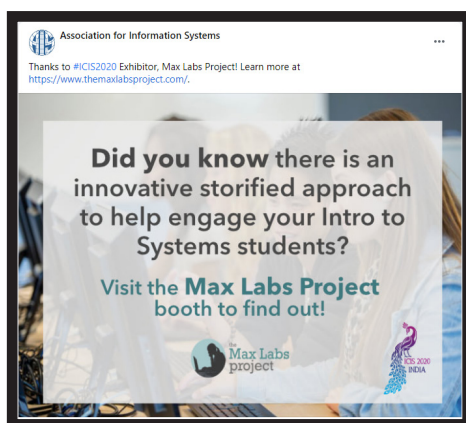 Association for Information Systems
Thanks to #ICIS2020 Exhibitor, Max Labs Project! Learn more at
https://www.themaxlabsproject.com/.
Did you know there is an
innovative storified approach
to help engage your Intro to
Systems students?
Visit the Max Labs Project
booth to find out!
the
Max Labs
project
ICIS 2020
INDIA